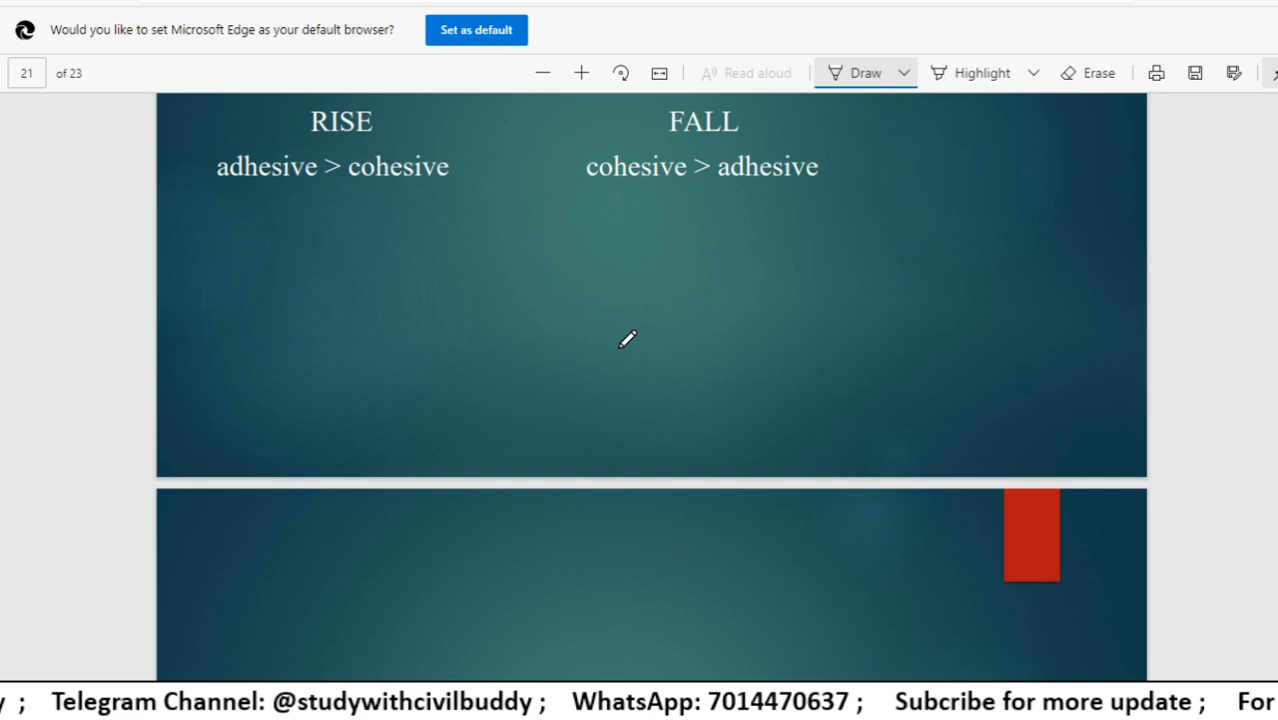 Would you like to set Microsoft Edge as your default browser? Set as default
21 of 23 Read aloud Draw Highlight Erase
RISE FALL
adhesive > cohesive cohesive > adhesive
; Telegram Channel: @studywithcivilbuddy ; WhatsApp: 7014470637 ; Subcribe for more update ; For